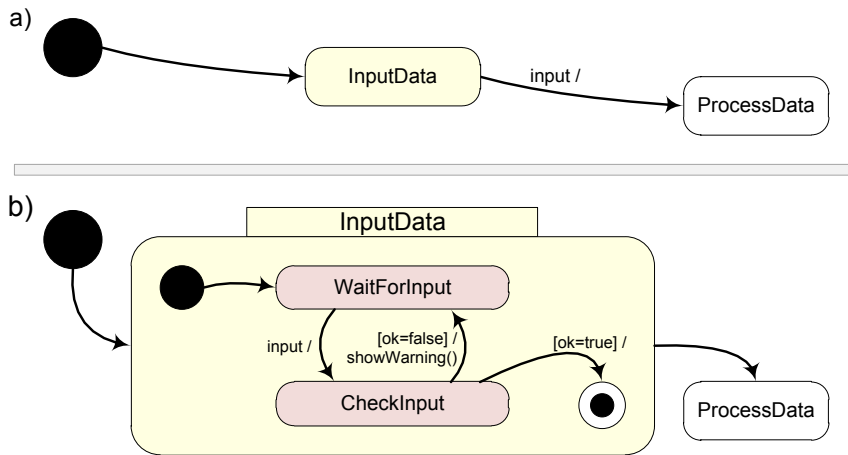 a)
InputData
input /
ProcessData
b)
InputData
WaitForInput
input /
[ok=false] /
showWarning()
[ok=true] /
CheckInput
ProcessData